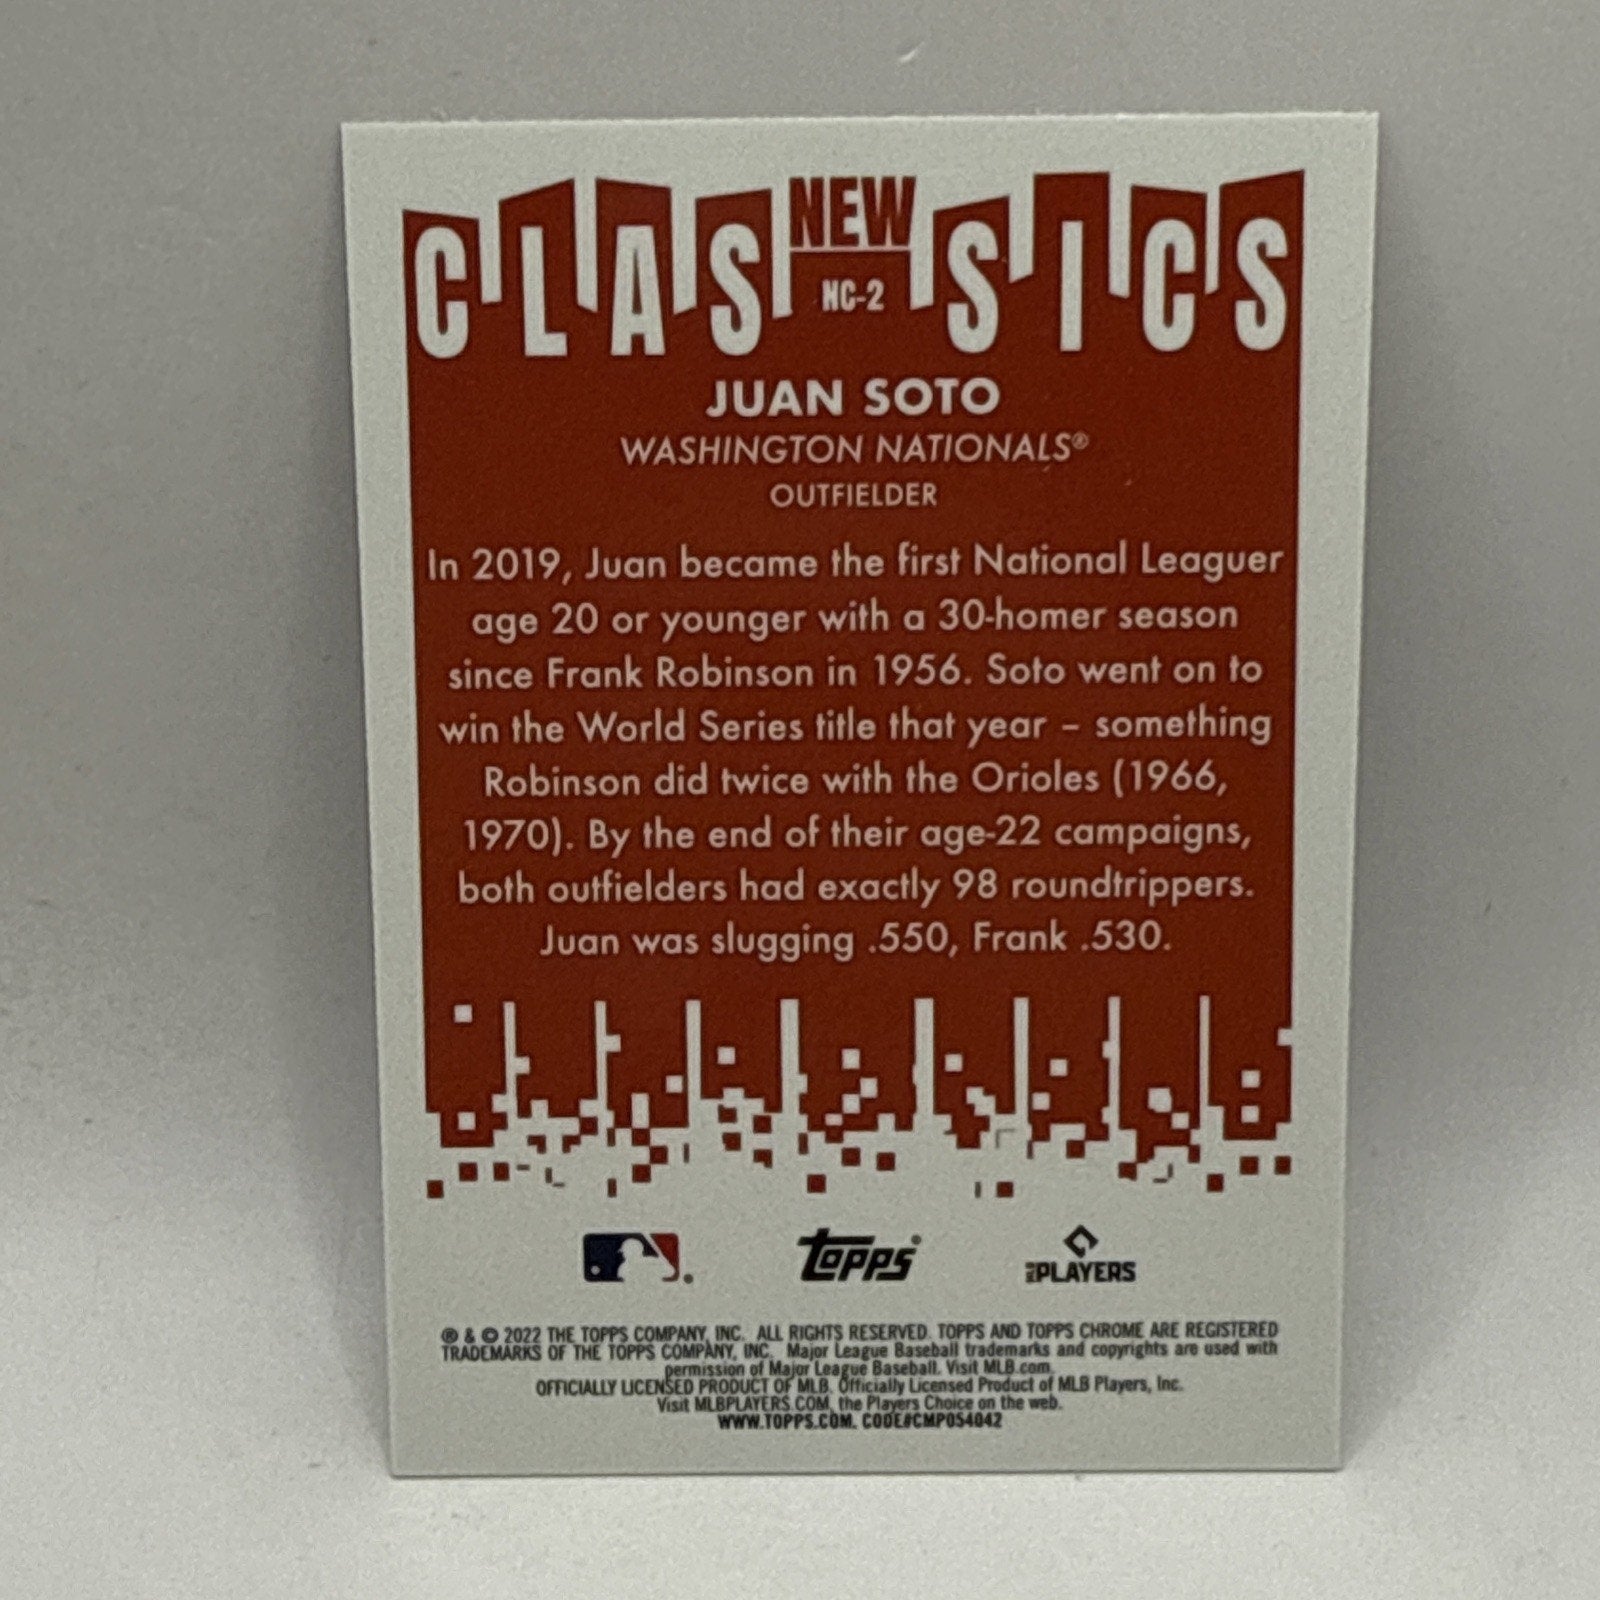 NEW
CLASSICS
NC-2
JUAN SOTO
WASHINGTON NATIONALS®
OUTFIELDER
In 2019, Juan became the first National Leaguer
age 20 or younger with a 30-homer season
since Frank Robinson in 1956. Soto went on to
win the World Series title that year – something
Robinson did twice with the Orioles (1966,
1970). By the end of their age-22 campaigns,
both outfielders had exactly 98 roundtrippers.
Juan was slugging .550, Frank .530.
Topps®
PLAYERS
® & © 2022 THE TOPPS COMPANY, INC. ALL RIGHTS RESERVED. TOPPS AND TOPPS CHROME ARE REGISTERED
TRADEMARKS OF THE TOPPS COMPANY, INC. Major League Baseball trademarks and copyrights are used with
permission of Major League Baseball. Visit MLB.com.
OFFICIALLY LICENSED PRODUCT OF MLB. Officially Licensed Product of MLB Players, Inc.
Visit MLBPLAYERS.COM, the Players Choice on the web.
WWW.TOPPS.COM. CODE#CMP054042